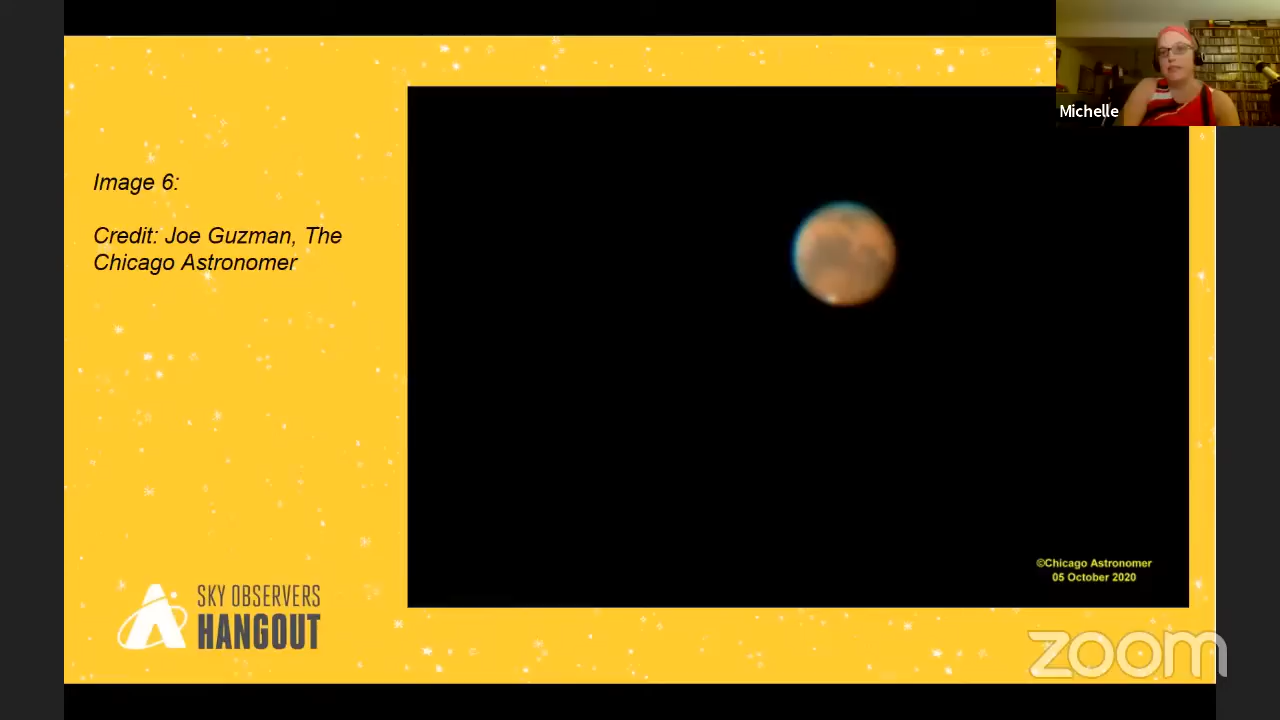 Michelle
Image 6:
Credit: Joe Guzman, The
Chicago Astronomer
©Chicago Astronomer
05 October 2020
SKY OBSERVERS
HANGOUT
zoom